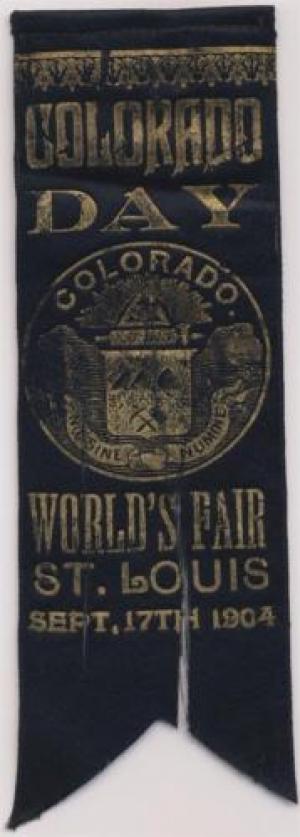 COLORADO
DAY
COLORADO.
NIL SINE NUMINE
WORLD'S FAIR
ST. LOUIS
SEPT. 17TH 1904